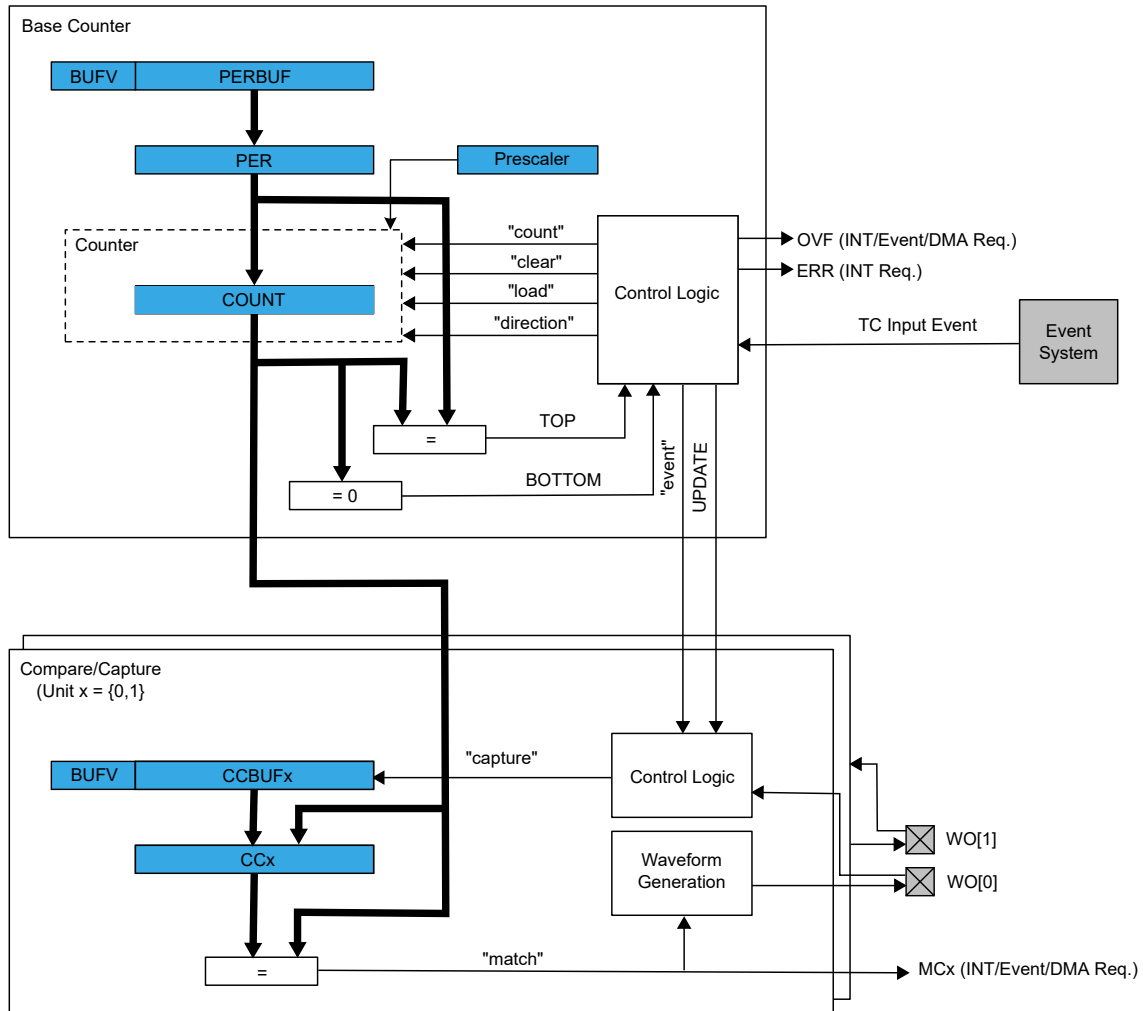 Base Counter
BUFV
PERBUF
PER
Prescaler
Counter
COUNT
"count"
"clear"
"load"
"direction"
Control Logic
OVF (INT/Event/DMA Req.)
ERR (INT Req.)
TC Input Event
Event
System
=
TOP
= 0
BOTTOM
"event"
UPDATE
Compare/Capture
(Unit x = {0,1}
BUFV
CCBUFx
"capture"
Control Logic
CCx
Waveform
Generation
WO[1]
WO[0]
=
"match"
MCx (INT/Event/DMA Req.)